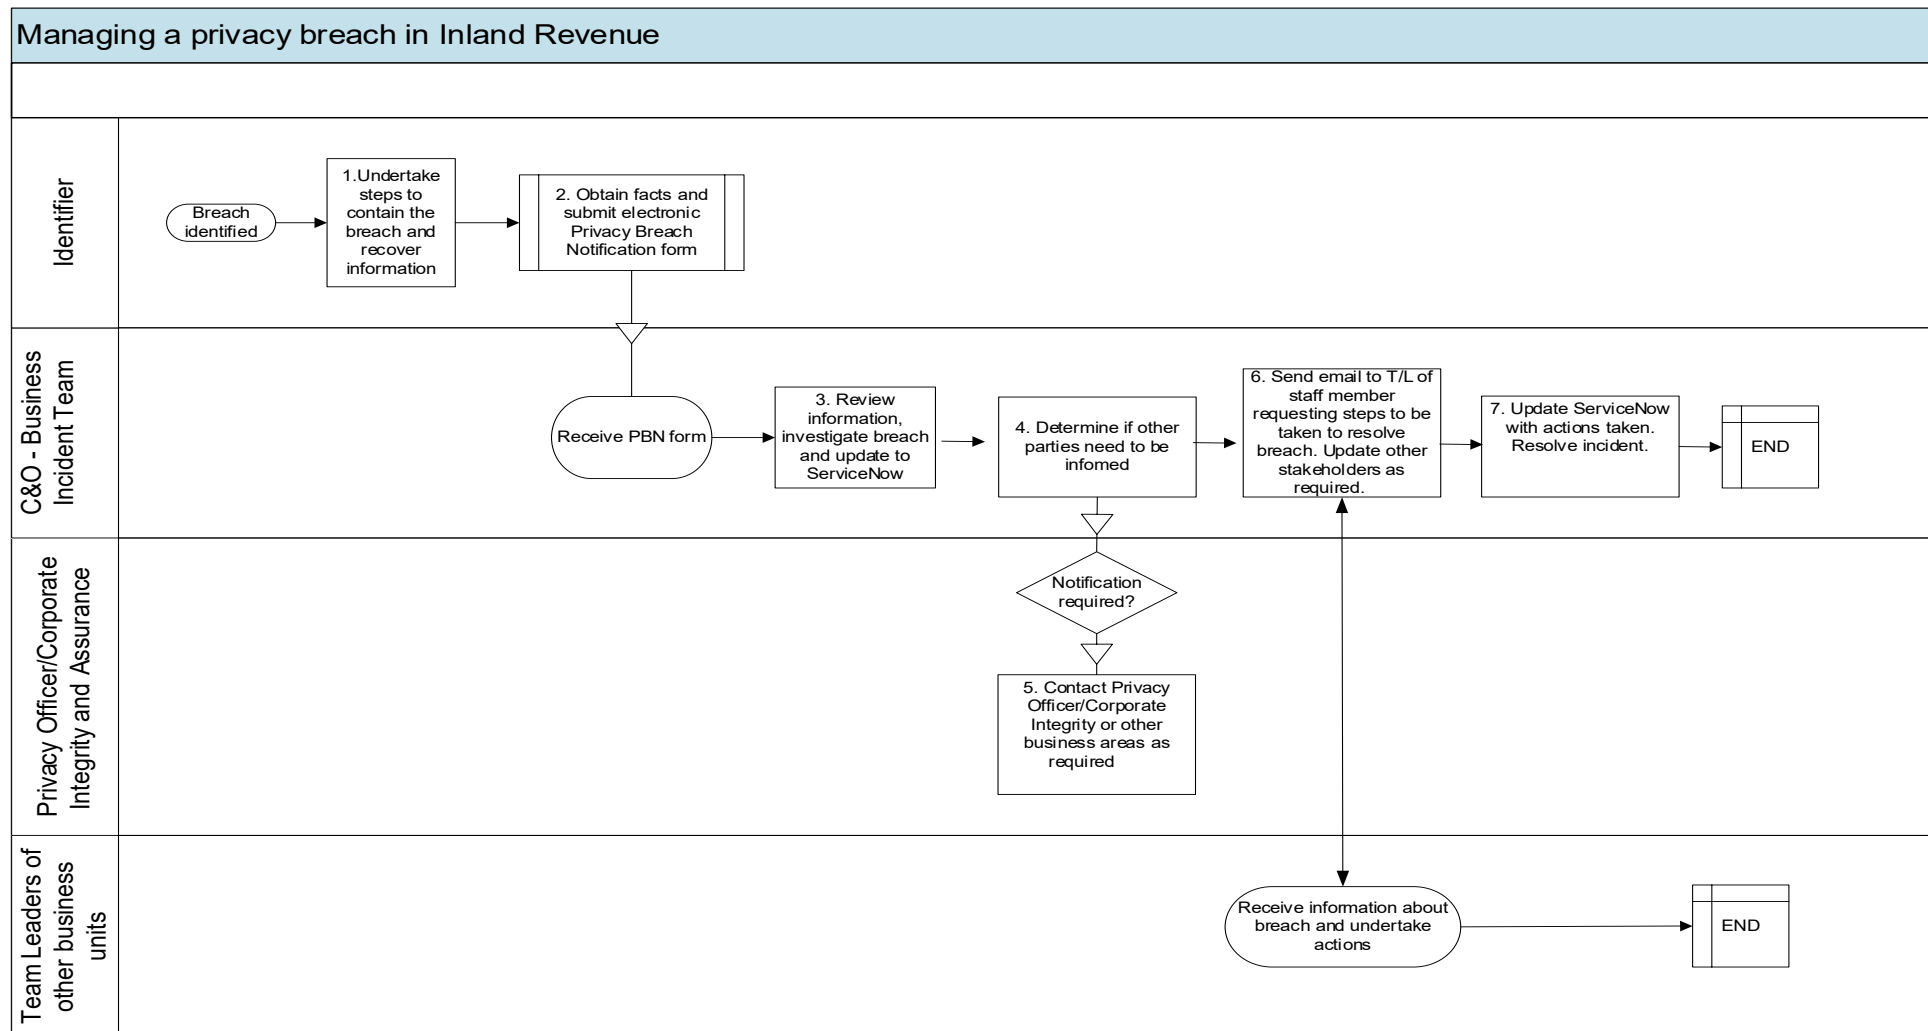 Managing a privacy breach in Inland Revenue
Identifier
Breach
identified
1.Undertake
steps to
contain the
breach and
recover
information
2. Obtain facts and
submit electronic
Privacy Breach
Notification form
C&O - Business
Incident Team
Receive PBN form
3. Review
information,
investigate breach
and update to
ServiceNow
4. Determine if other
parties need to be
infomed
6. Send email to T/L of
staff member
requesting steps to be
taken to resolve
breach. Update other
stakeholders as
required.
7. Update ServiceNow
with actions taken.
Resolve incident.
END
Privacy Officer/Corporate
Integrity and Assurance
Notification
required?
5. Contact Privacy
Officer/Corporate
Integrity or other
business areas as
required
Team Leaders of
other business
units
Receive information about
breach and undertake
actions
END